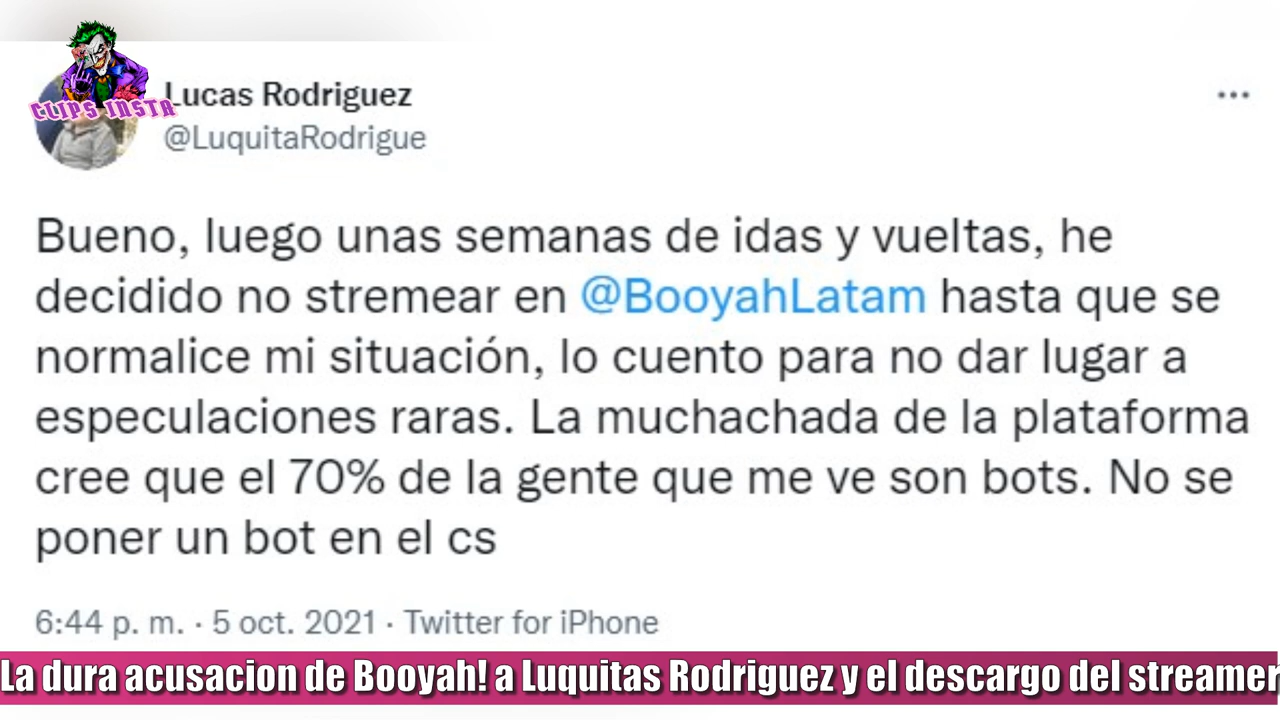 CLIPS INSTA
Lucas Rodriguez
@LuquitaRodrigue
Bueno, luego unas semanas de idas y vueltas, he
decidido no stremear en @BooyahLatam hasta que se
normalice mi situación, lo cuento para no dar lugar a
especulaciones raras. La muchachada de la plataforma
cree que el 70% de la gente que me ve son bots. No se
poner un bot en el cs
6:44 p. m. · 5 oct. 2021 · Twitter for iPhone
La dura acusacion de Booyah! a Luquitas Rodriguez y el descargo del streamer